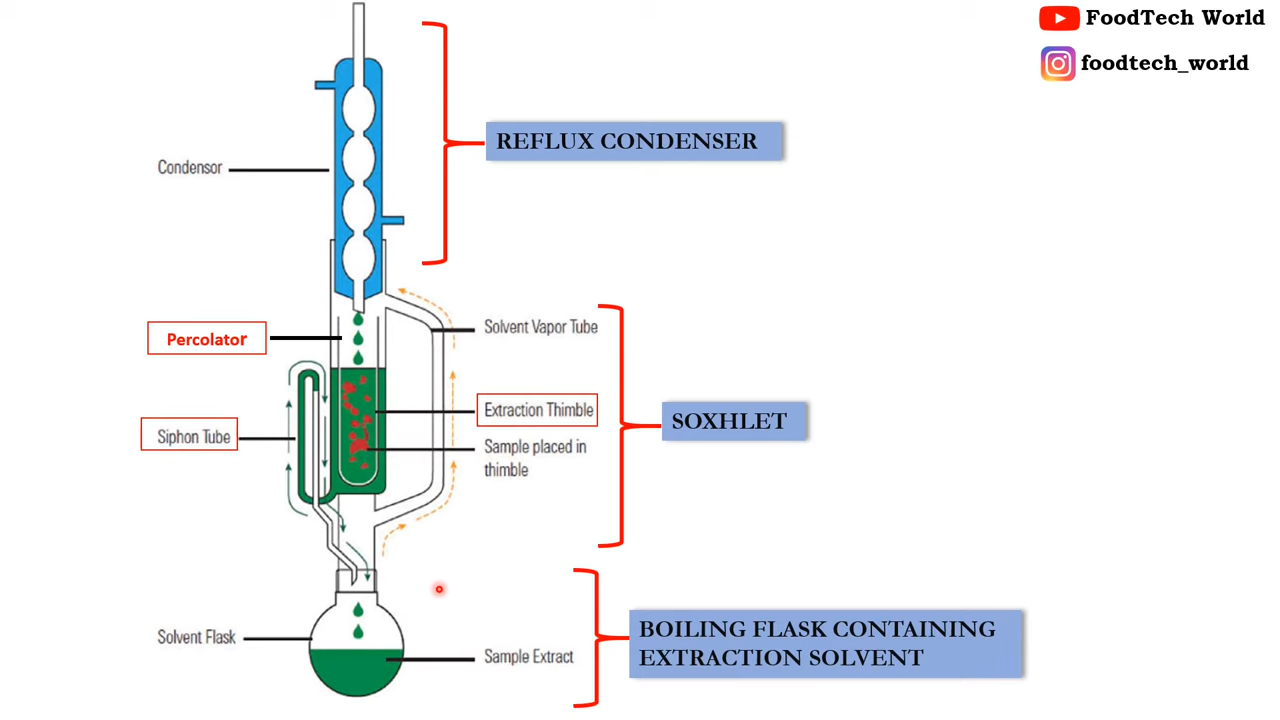 FoodTech World
foodtech_world
REFLUX CONDENSER
Condensor
Solvent Vapor Tube
Percolator
Extraction Thimble
SOXHLET
Siphon Tube
Sample placed in
thimble
BOILING FLASK CONTAINING
EXTRACTION SOLVENT
Solvent Flask
Sample Extract